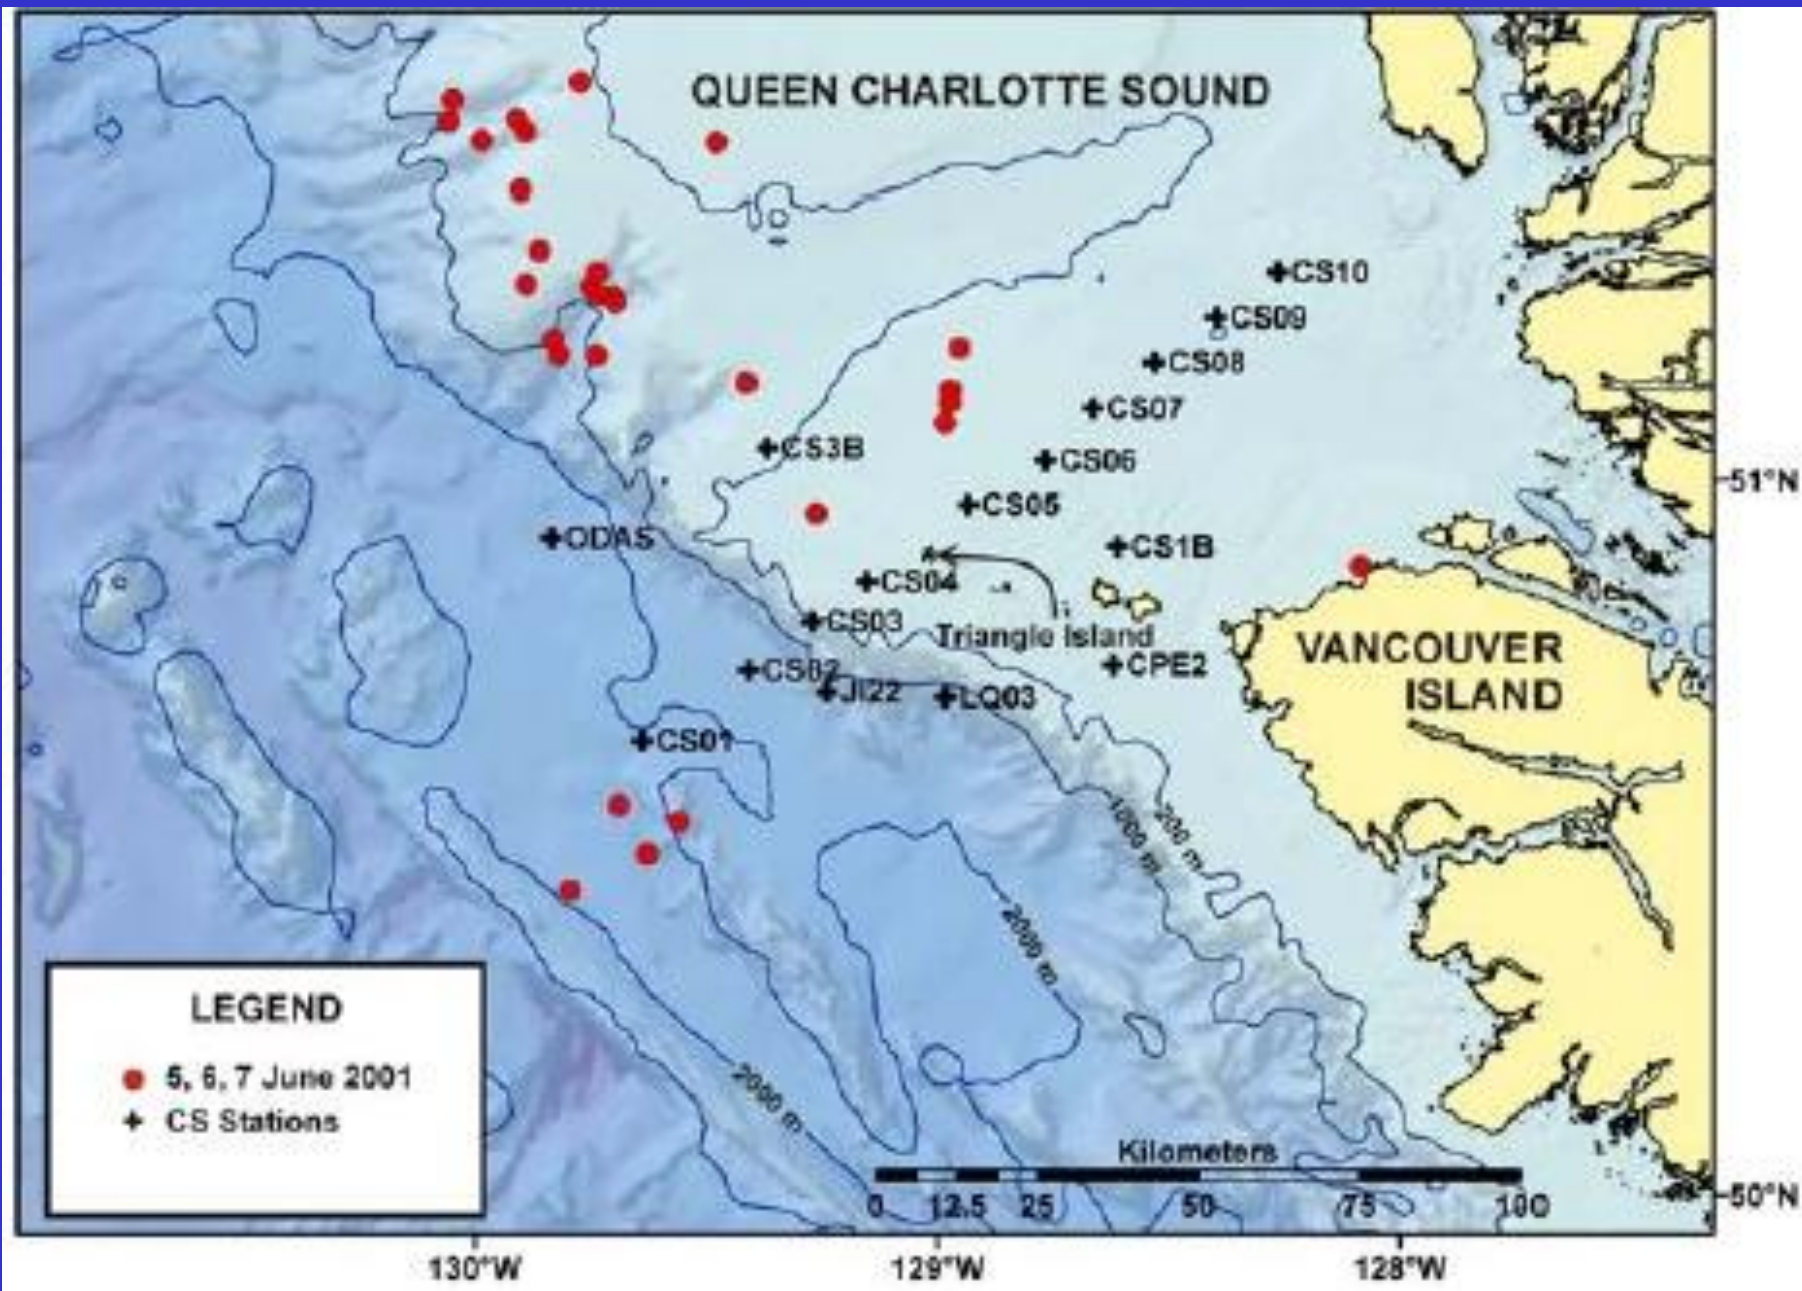 QUEEN CHARLOTTE SOUND
CS10
CS09
CS08
CS07
CS3B
CS06
51°N
CS05
ODAS
CS1B
CS04
CS03
Triangle Island
VANCOUVER
ISLAND
CPE2
CS02
JI22
LQ03
CS01
200 m
1000 m
2000 m
LEGEND
5, 6, 7 June 2001
CS Stations
2000 m
Kilometers
0 12.5 25 50 75 100
50°N
130°W 129°W 128°W